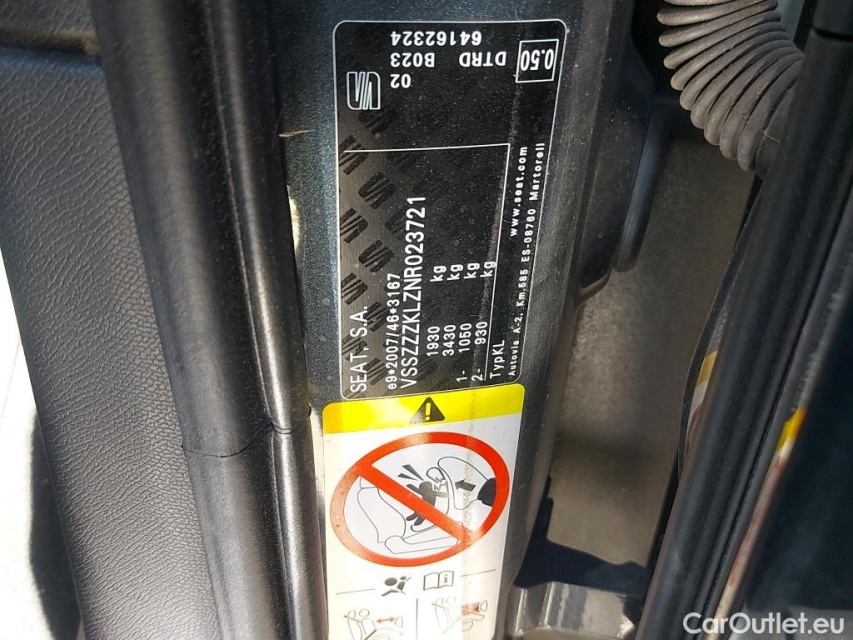 SEAT, S.A.
e9*2007/46*3167
VSSZZZKLZNR023721
1930 kg
3430 kg
1- 1050 kg
2- 930 kg
TypKL
www.seat.com
Autovia A-2, Km.585 ES-08760 Martorell
02
DTRD B023
0.50
64162324
CarOutlet.eu